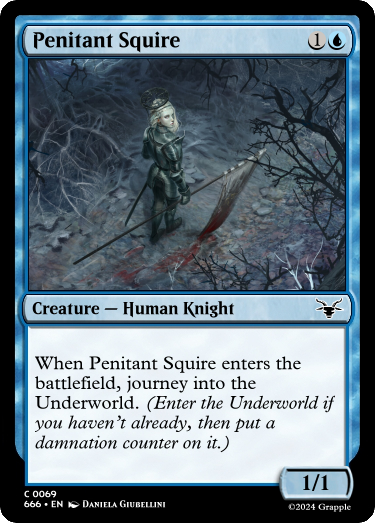 Penitant Squire 1
Creature — Human Knight
When Penitant Squire enters the
battlefield, journey into the
Underworld. (Enter the Underworld if
you haven't already, then put a
damnation counter on it.)
1/1
C 0069
666 • EN Daniela Giubellini
©2024 Grapple